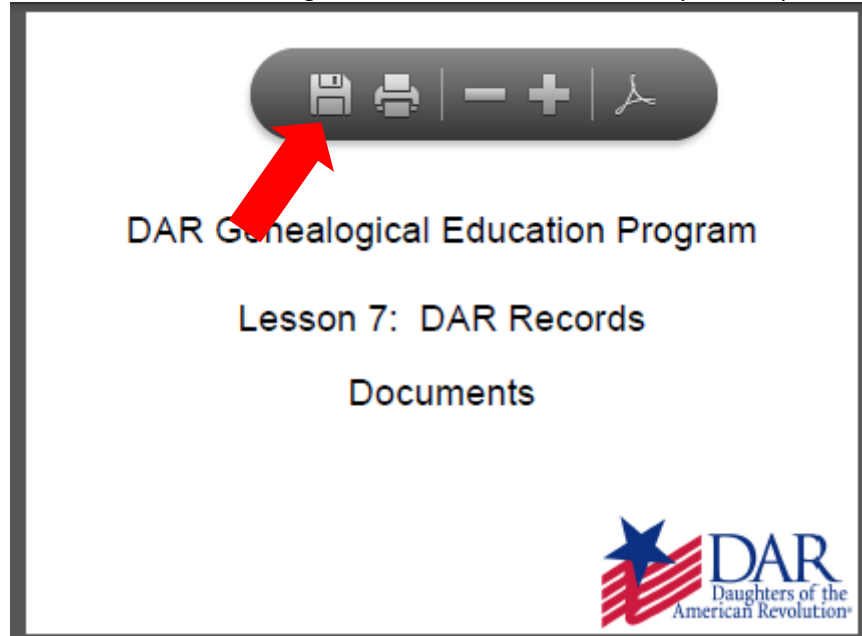 DAR Genealogical Education Program
Lesson 7: DAR Records
Documents
DAR
Daughters of the
American Revolution